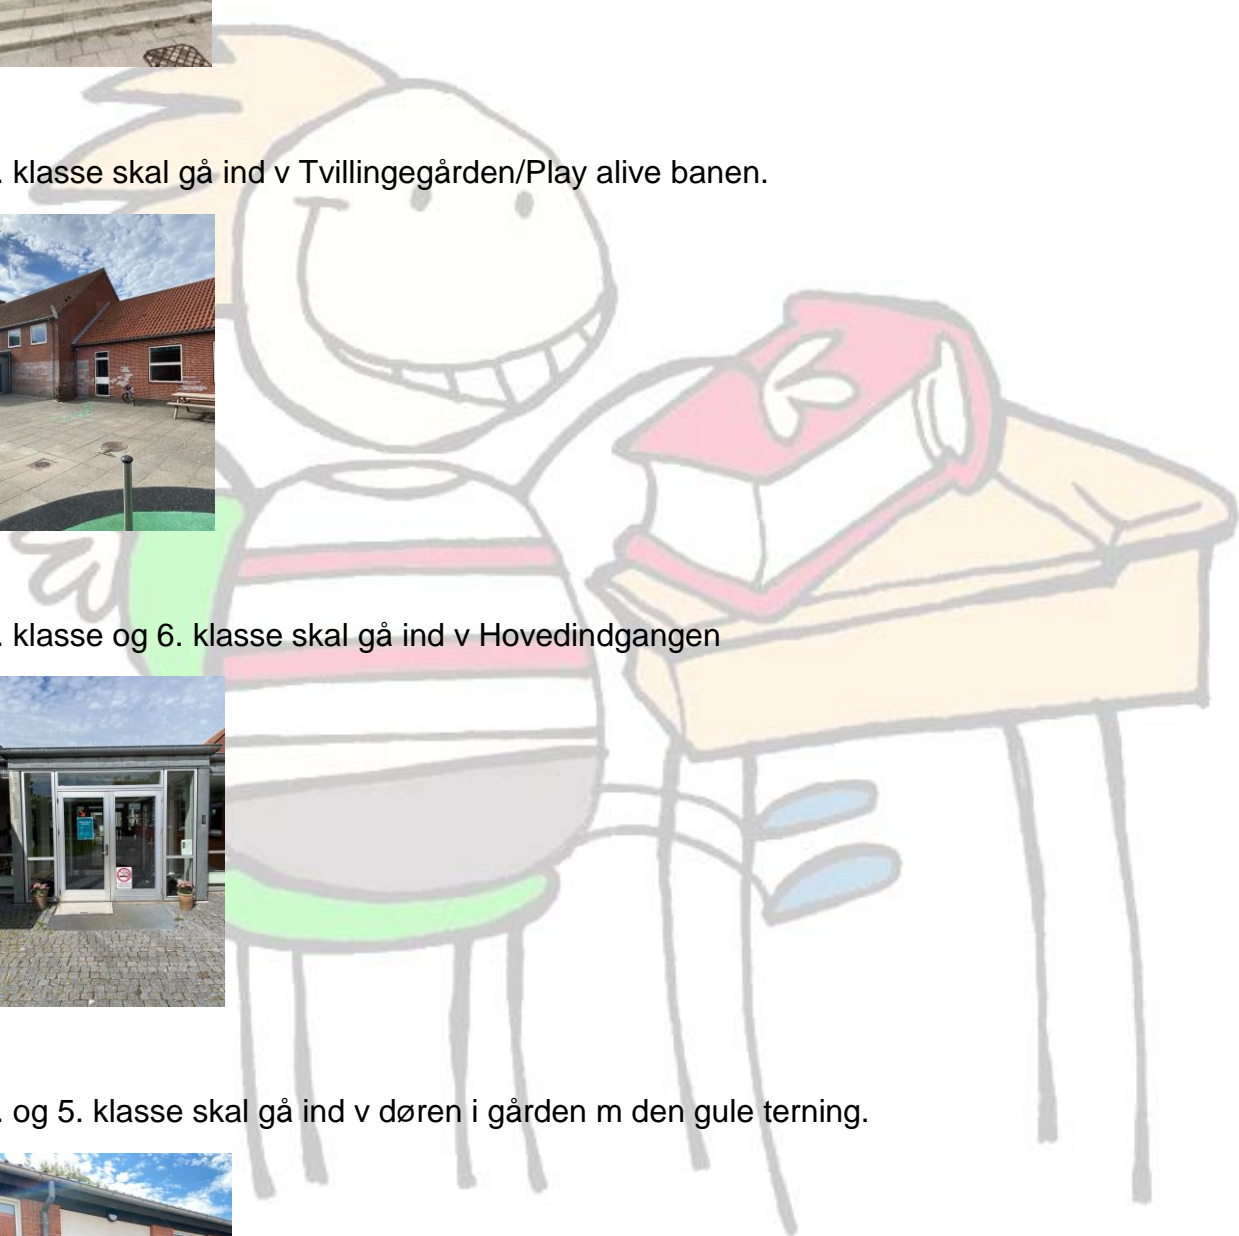 . klasse skal gå ind v Tvillingegården/Play alive banen.
. klasse og 6. klasse skal gå ind v Hovedindgangen
. og 5. klasse skal gå ind v døren i gården m den gule terning.